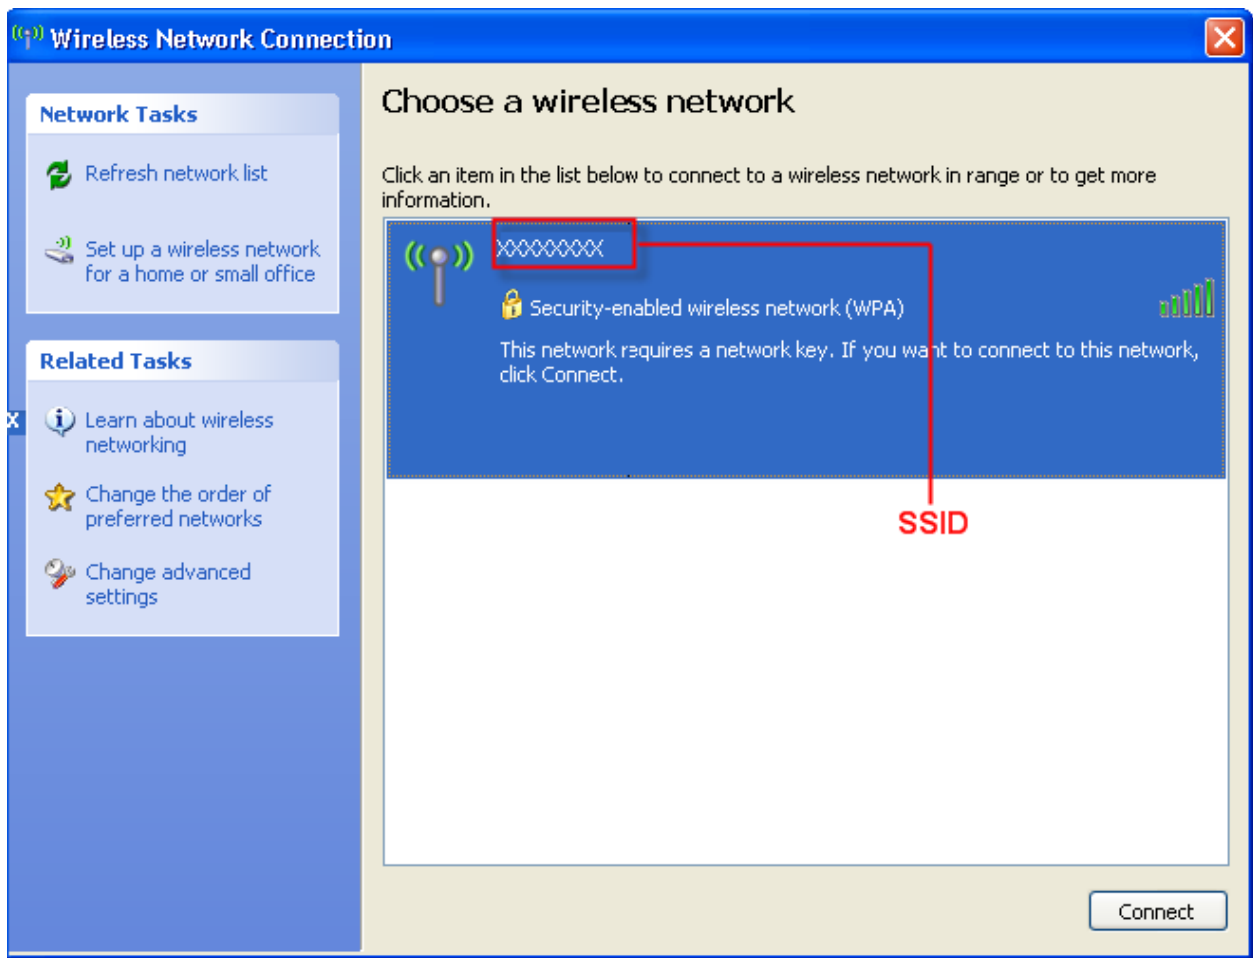 Wireless Network Connection
Network Tasks
Refresh network list
Set up a wireless network
for a home or small office
Related Tasks
X
Learn about wireless
networking
Change the order of
preferred networks
Change advanced
settings
Choose a wireless network
Click an item in the list below to connect to a wireless network in range or to get more
information.
XXXXXXXX
Security-enabled wireless network (WPA)
This network requires a network key. If you want to connect to this network,
click Connect.
SSID
Connect